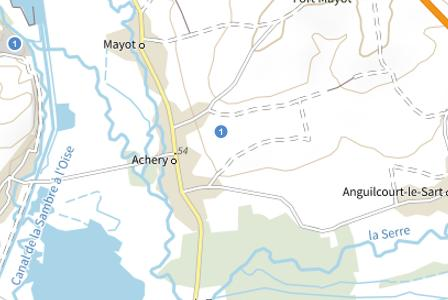 Fort Mayot
1
Mayot
1
54
Achery
Anguilcourt-le-Sart
Canal de la Sambre à l'Oise
la Serre